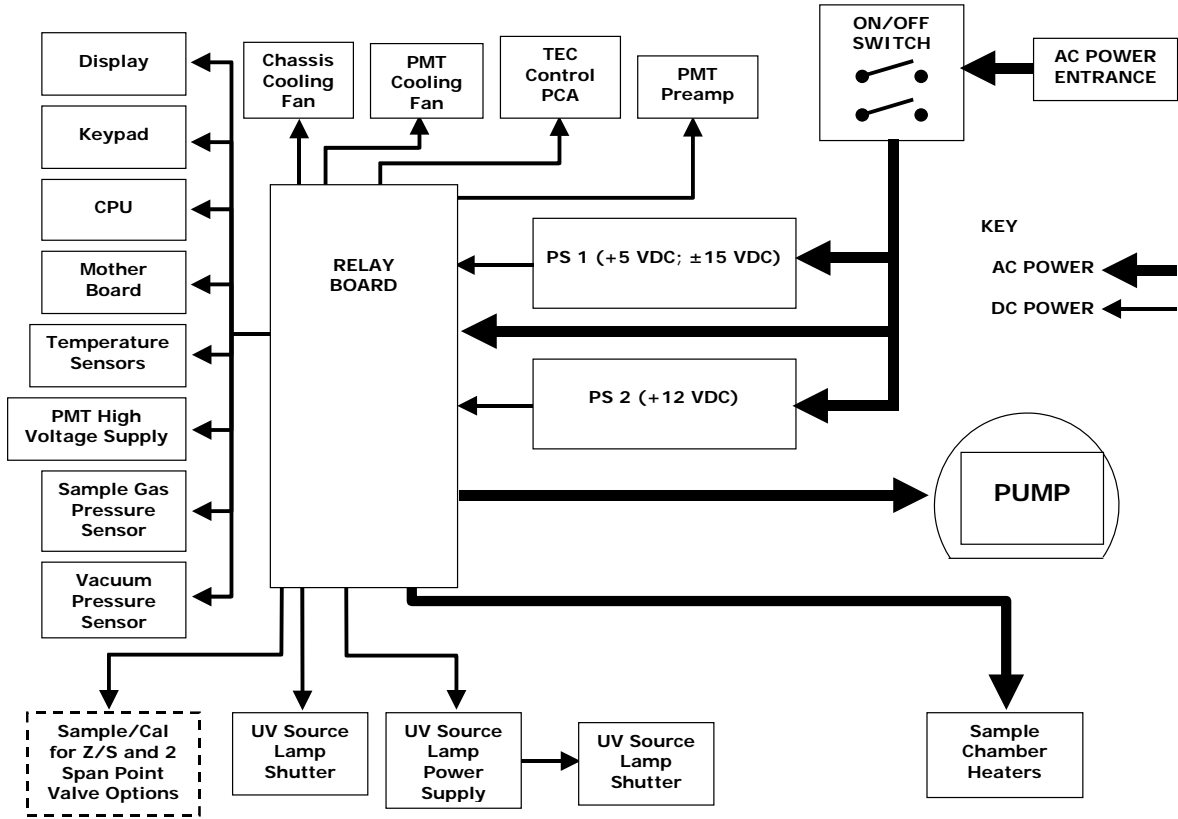 ON/OFF
SWITCH
AC POWER
ENTRANCE
Display
Chassis
Cooling
Fan
PMT
Cooling
Fan
TEC
Control
PCA
PMT
Preamp
Keypad
CPU
Mother
Board
Temperature
Sensors
PMT High
Voltage Supply
Sample Gas
Pressure
Sensor
Vacuum
Pressure
Sensor
RELAY
BOARD
PS 1 (+5 VDC; ±15 VDC)
PS 2 (+12 VDC)
KEY
AC POWER
DC POWER
PUMP
Sample/Cal
for Z/S and 2
Span Point
Valve Options
UV Source
Lamp
Shutter
UV Source
Lamp
Power
Supply
UV Source
Lamp
Shutter
Sample
Chamber
Heaters